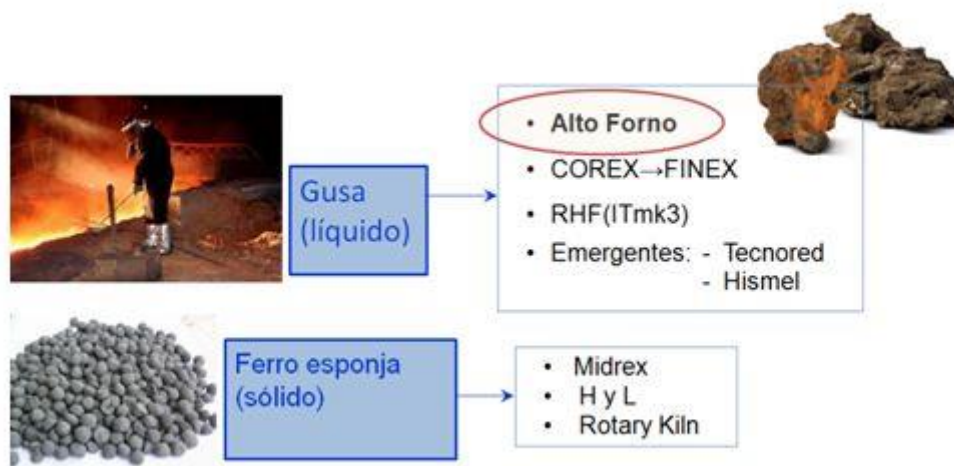 Gusa
(líquido)
• Alto Forno
• COREX→FINEX
• RHF(ITmk3)
• Emergentes: - Tecnored
- Hismel
Ferro esponja
(sólido)
• Midrex
• H y L
• Rotary Kiln